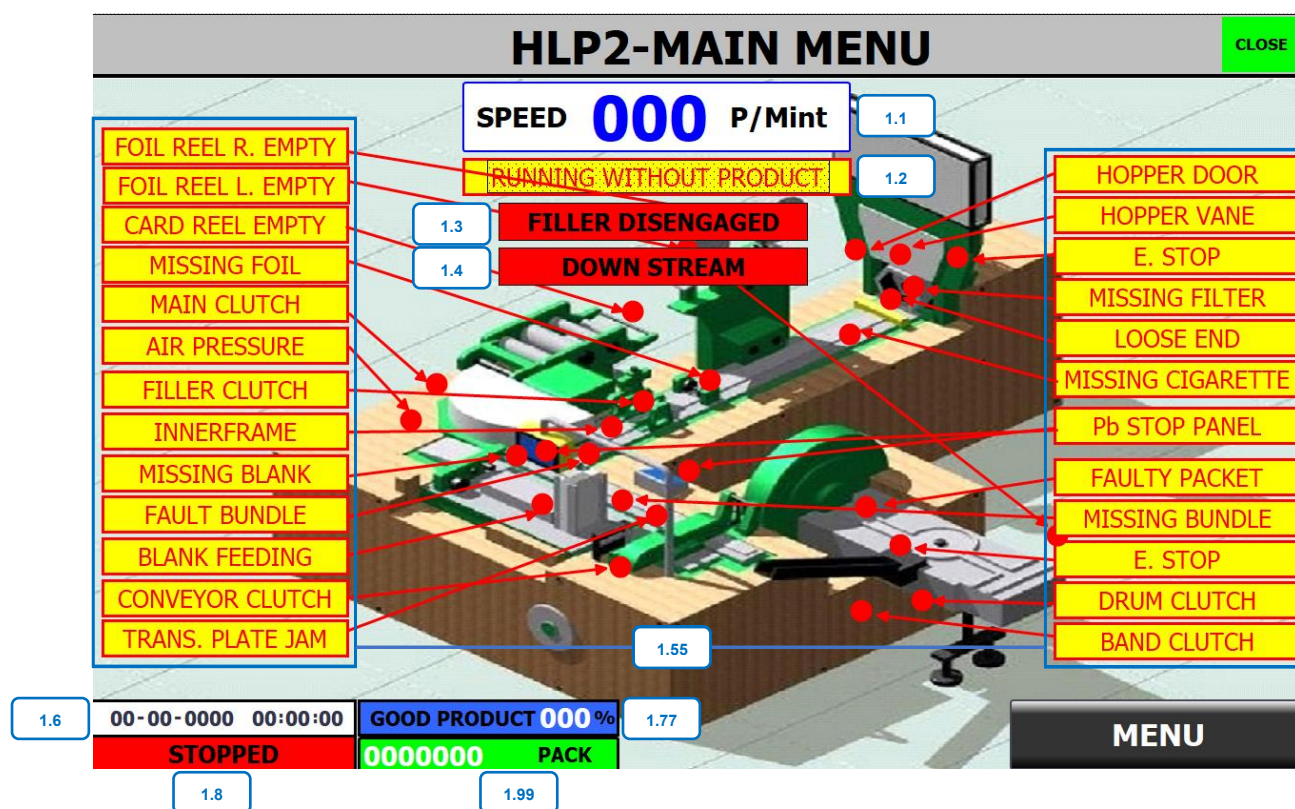 HLP2-MAIN MENU
CLOSE
SPEED 000 P/Mint
1.1
RUNNING WITHOUT PRODUCT
1.2
1.3
FILLER DISENGAGED
1.4
DOWN STREAM
FOIL REEL R. EMPTY
FOIL REEL L. EMPTY
CARD REEL EMPTY
MISSING FOIL
MAIN CLUTCH
AIR PRESSURE
FILLER CLUTCH
INNERFRAME
MISSING BLANK
FAULT BUNDLE
BLANK FEEDING
CONVEYOR CLUTCH
TRANS. PLATE JAM
HOPPER DOOR
HOPPER VANE
E. STOP
MISSING FILTER
LOOSE END
MISSING CIGARETTE
Pb STOP PANEL
FAULTY PACKET
MISSING BUNDLE
E. STOP
DRUM CLUTCH
BAND CLUTCH
1.55
1.6
00-00-0000 00:00:00
GOOD PRODUCT 000 %
1.77
STOPPED
0000000 PACK
MENU
1.8
1.99